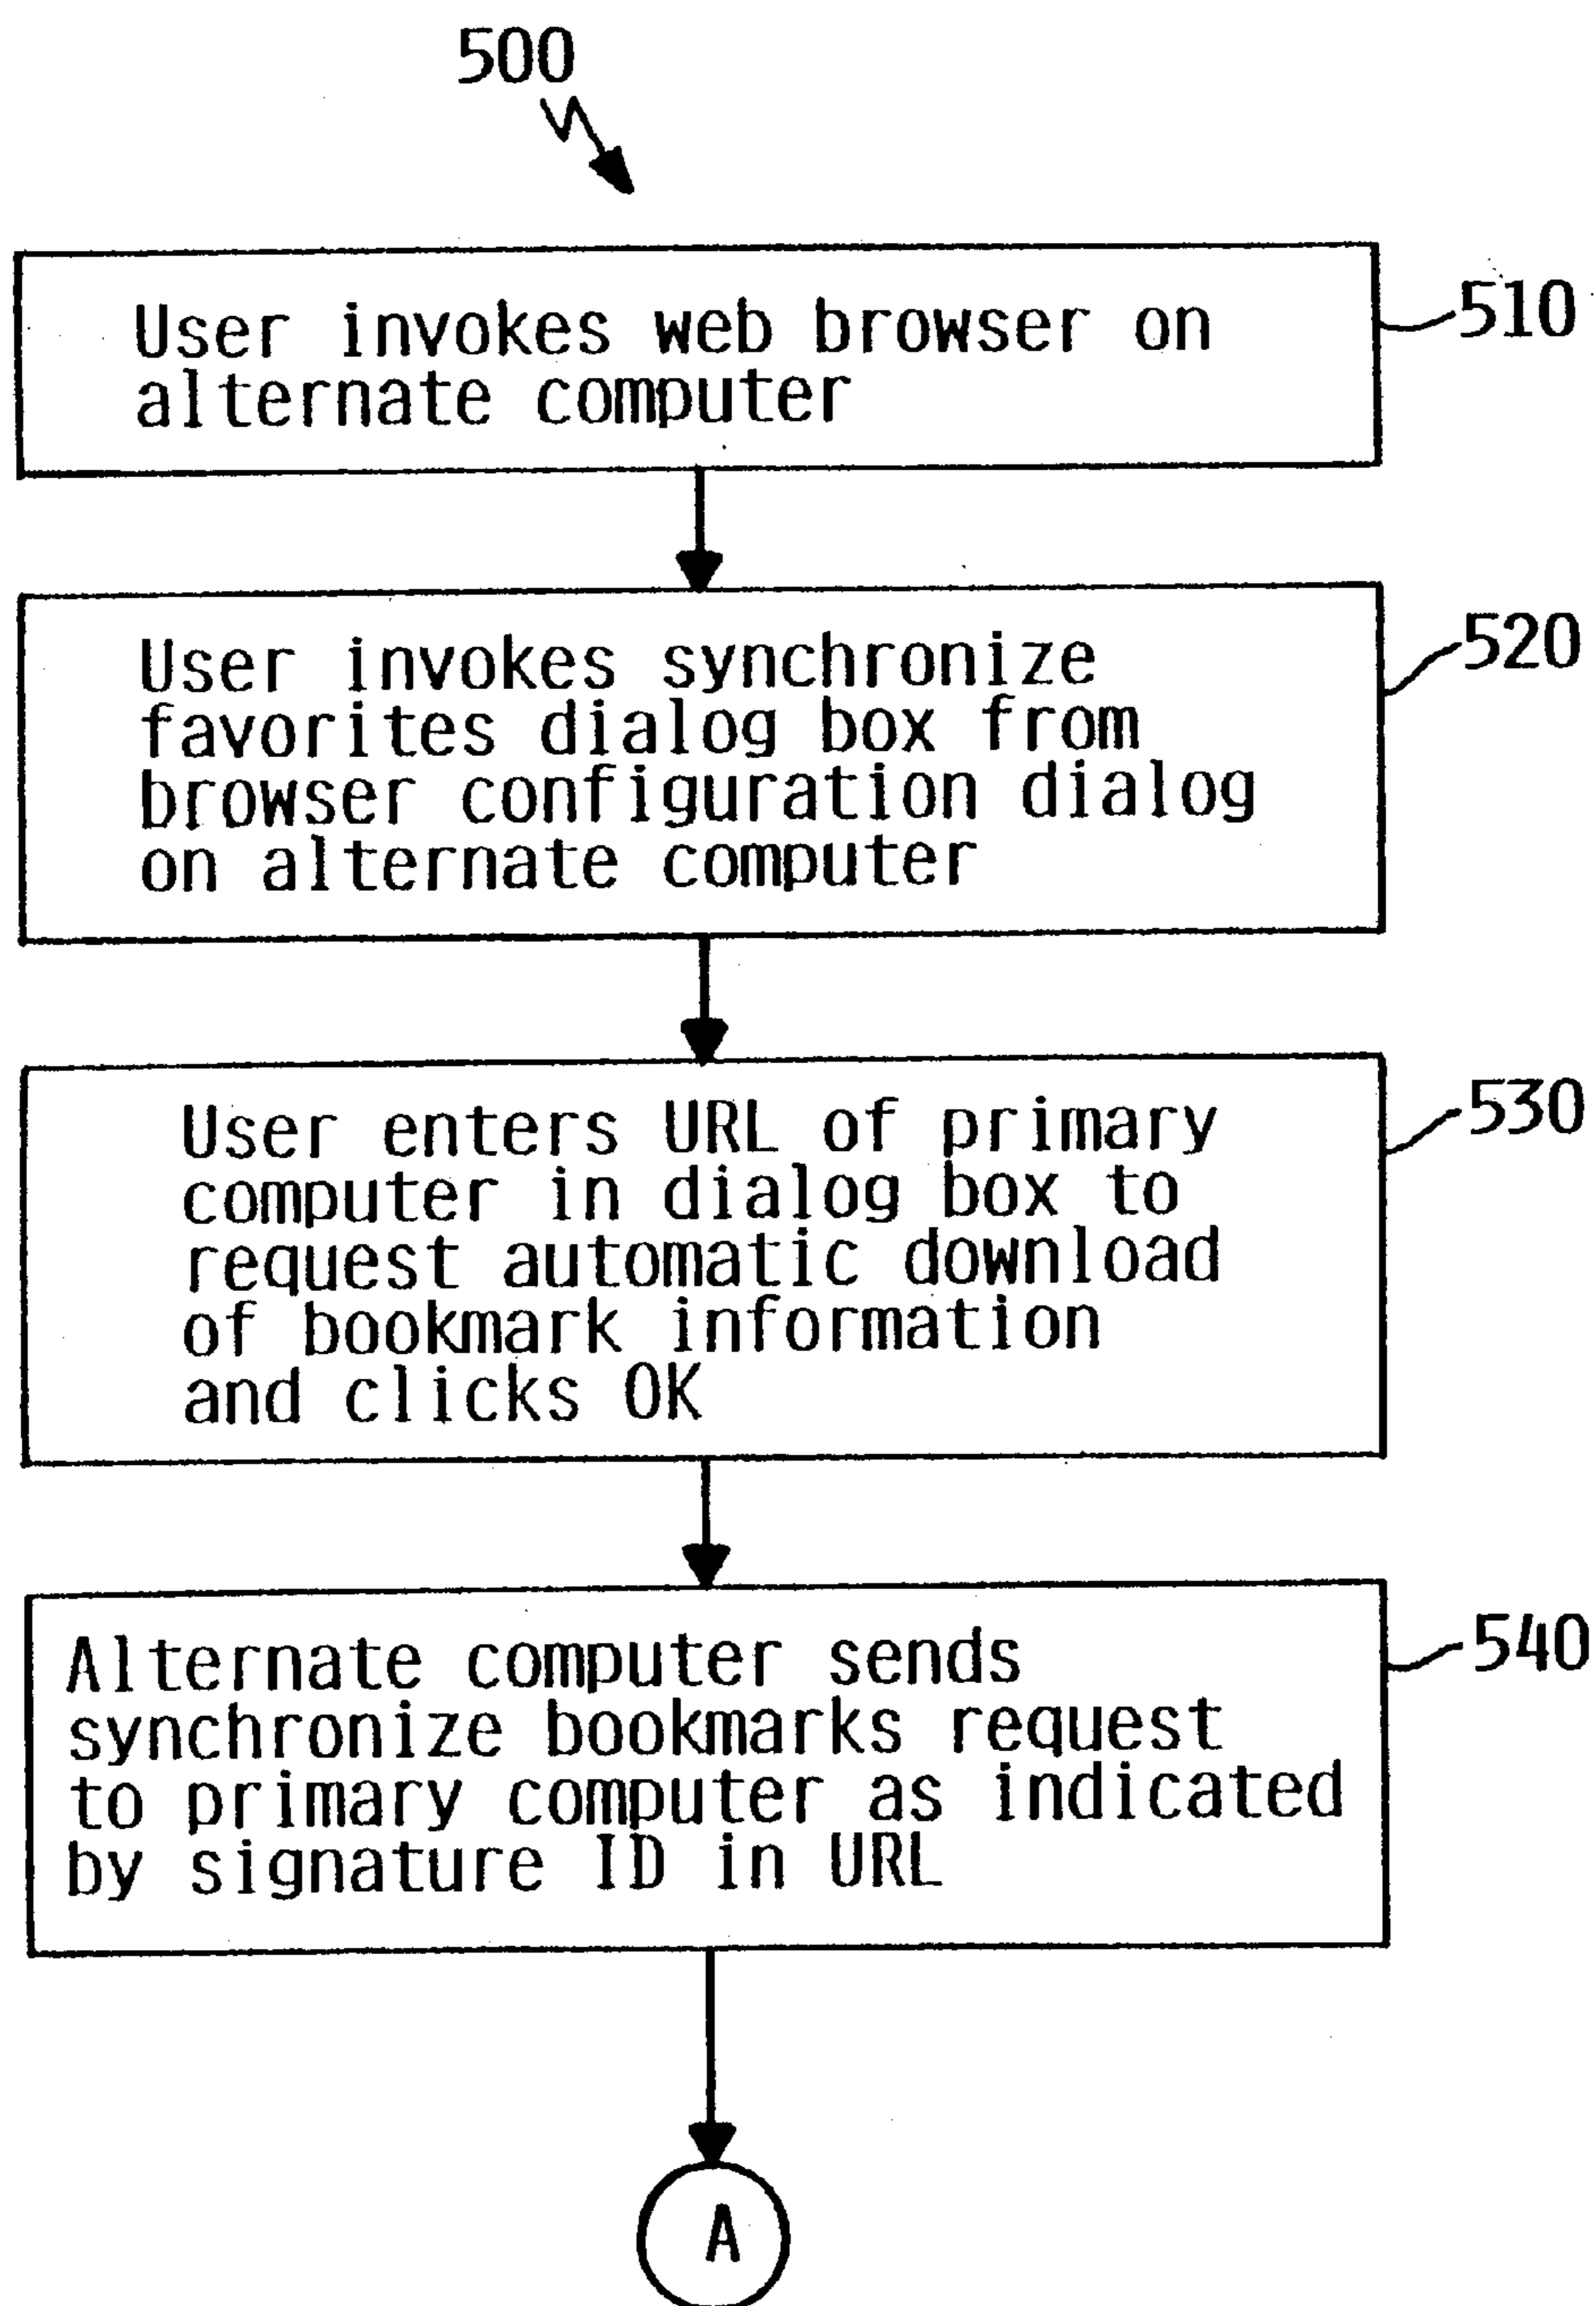 500
User invokes web browser on
alternate computer
510
User invokes synchronize
favorites dialog box from
browser configuration dialog
on alternate computer
520
User enters URL of primary
computer in dialog box to
request automatic download
of bookmark information
and clicks OK
530
Alternate computer sends
synchronize bookmarks request
to primary computer as indicated
by signature ID in URL
540
A